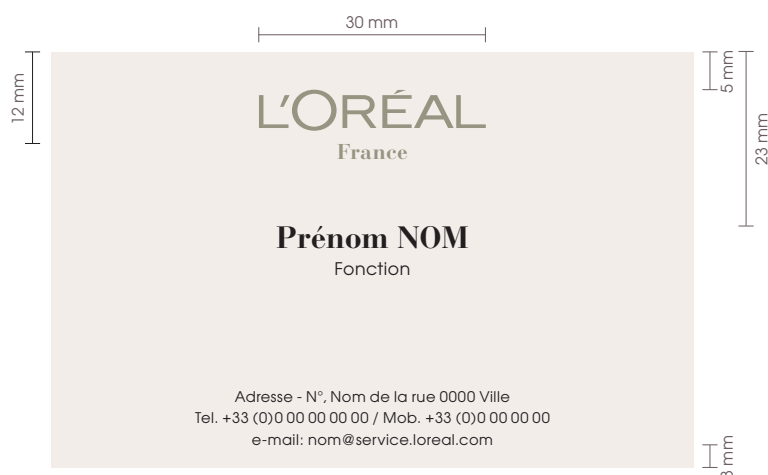 30 mm
12 mm
5 mm
23 mm
L'ORÉAL
France
Prénom NOM
Fonction
Adresse - N°, Nom de la rue 0000 Ville
Tel. +33 (0)0 00 00 00 00 / Mob. +33 (0)0 00 00 00
e-mail: nom@service.loreal.com
mm